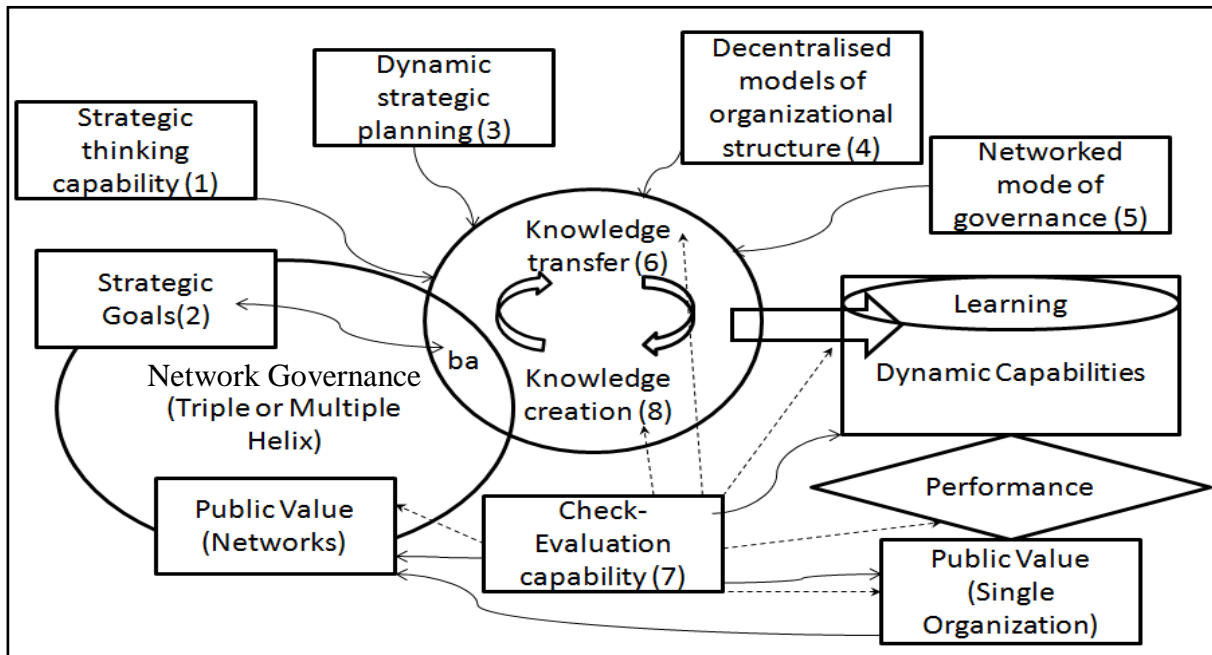 Strategic
thinking
capability (1)
Dynamic
strategic
planning (3)
Decentralised
models of
organizational
structure (4)
Networked
mode of
governance (5)
Strategic
Goals(2)
Network Governance
(Triple or Multiple
Helix)
ba
Knowledge
transfer (6)
Knowledge
creation (8)
Learning
Dynamic Capabilities
Performance
Public Value
(Networks)
Check-
Evaluation
capability (7)
Public Value
(Single
Organization)